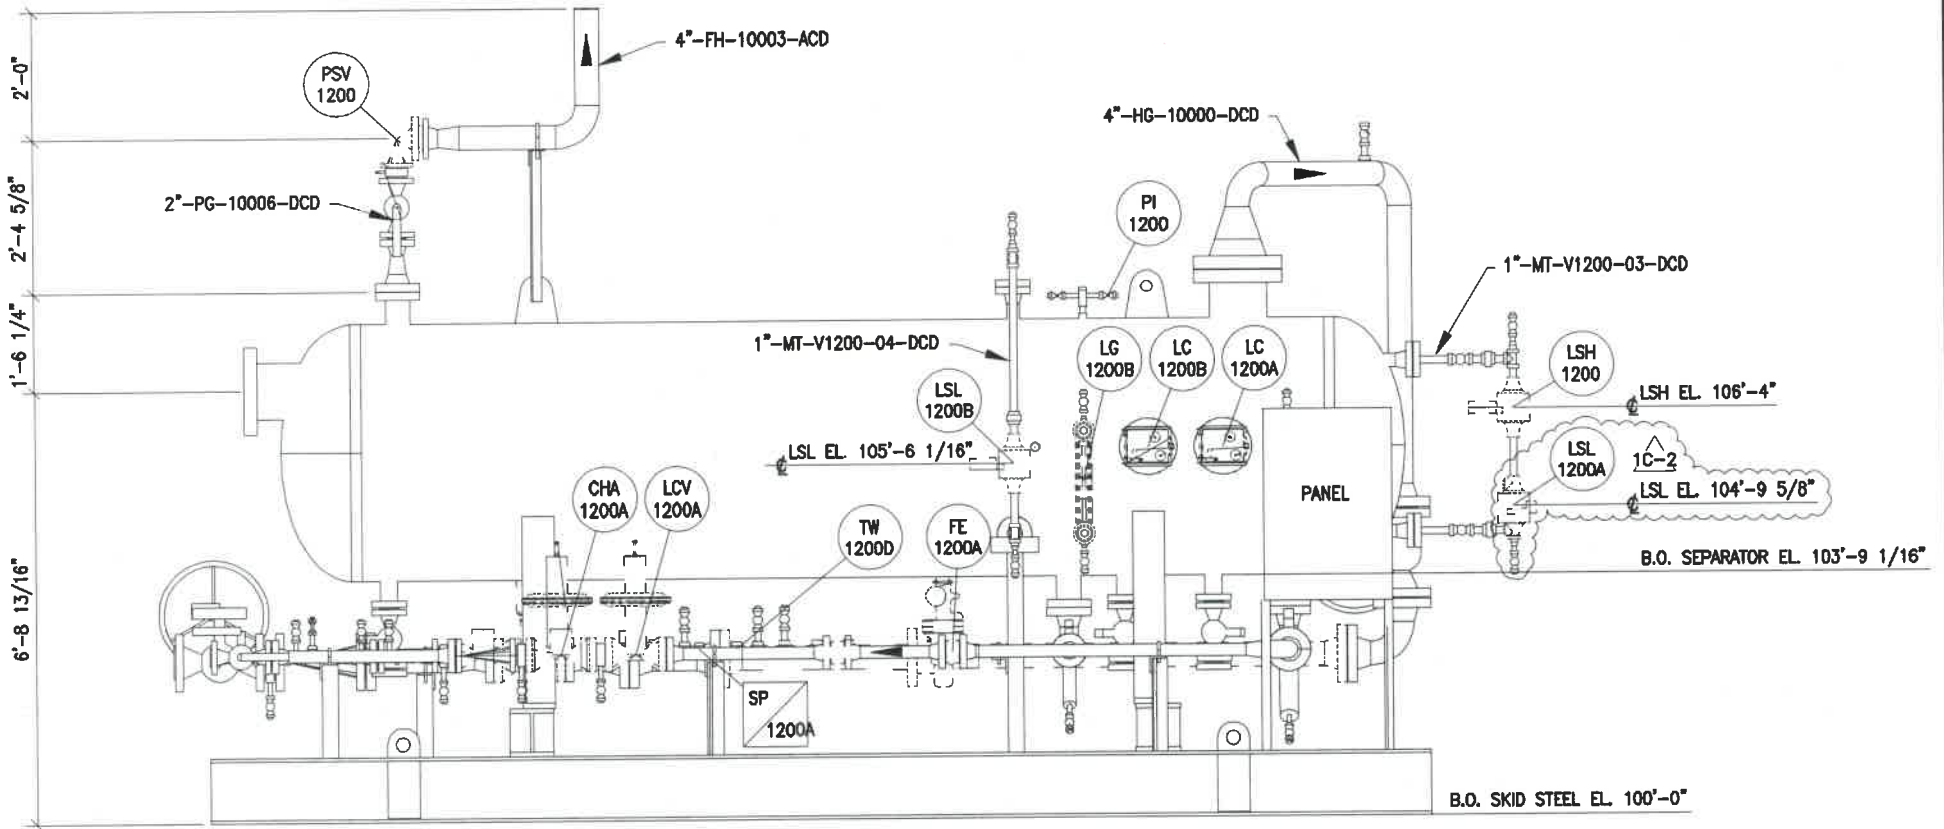 2'-0"
2'-4 5/8"
1'-6 1/4"
6'-8 13/16"
PSV
1200
4"-FH-10003-ACD
2"-PG-10006-DCD
4"-HG-10000-DCD
PI
1200
1"-MT-V1200-03-DCD
1"-MT-V1200-04-DCD
LG
1200B
LC
1200B
LC
1200A
LSH
1200
LSH EL. 106'-4"
LSL
1200B
LSL EL. 105'-6 1/16"
LSL
1200A
1C-2
LSL EL. 104'-9 5/8"
CHA
1200A
LCV
1200A
TW
1200D
FE
1200A
PANEL
B.O. SEPARATOR EL. 103'-9 1/16"
SP
1200A
B.O. SKID STEEL EL. 100'-0"